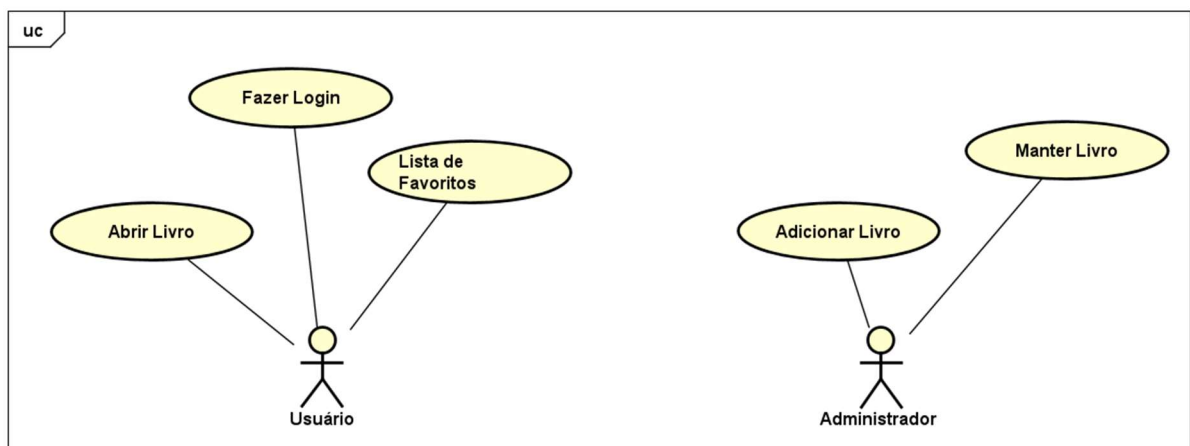 uc
Fazer Login
Lista de
Favoritos
Abrir Livro
Usuário
Manter Livro
Adicionar Livro
Administrador